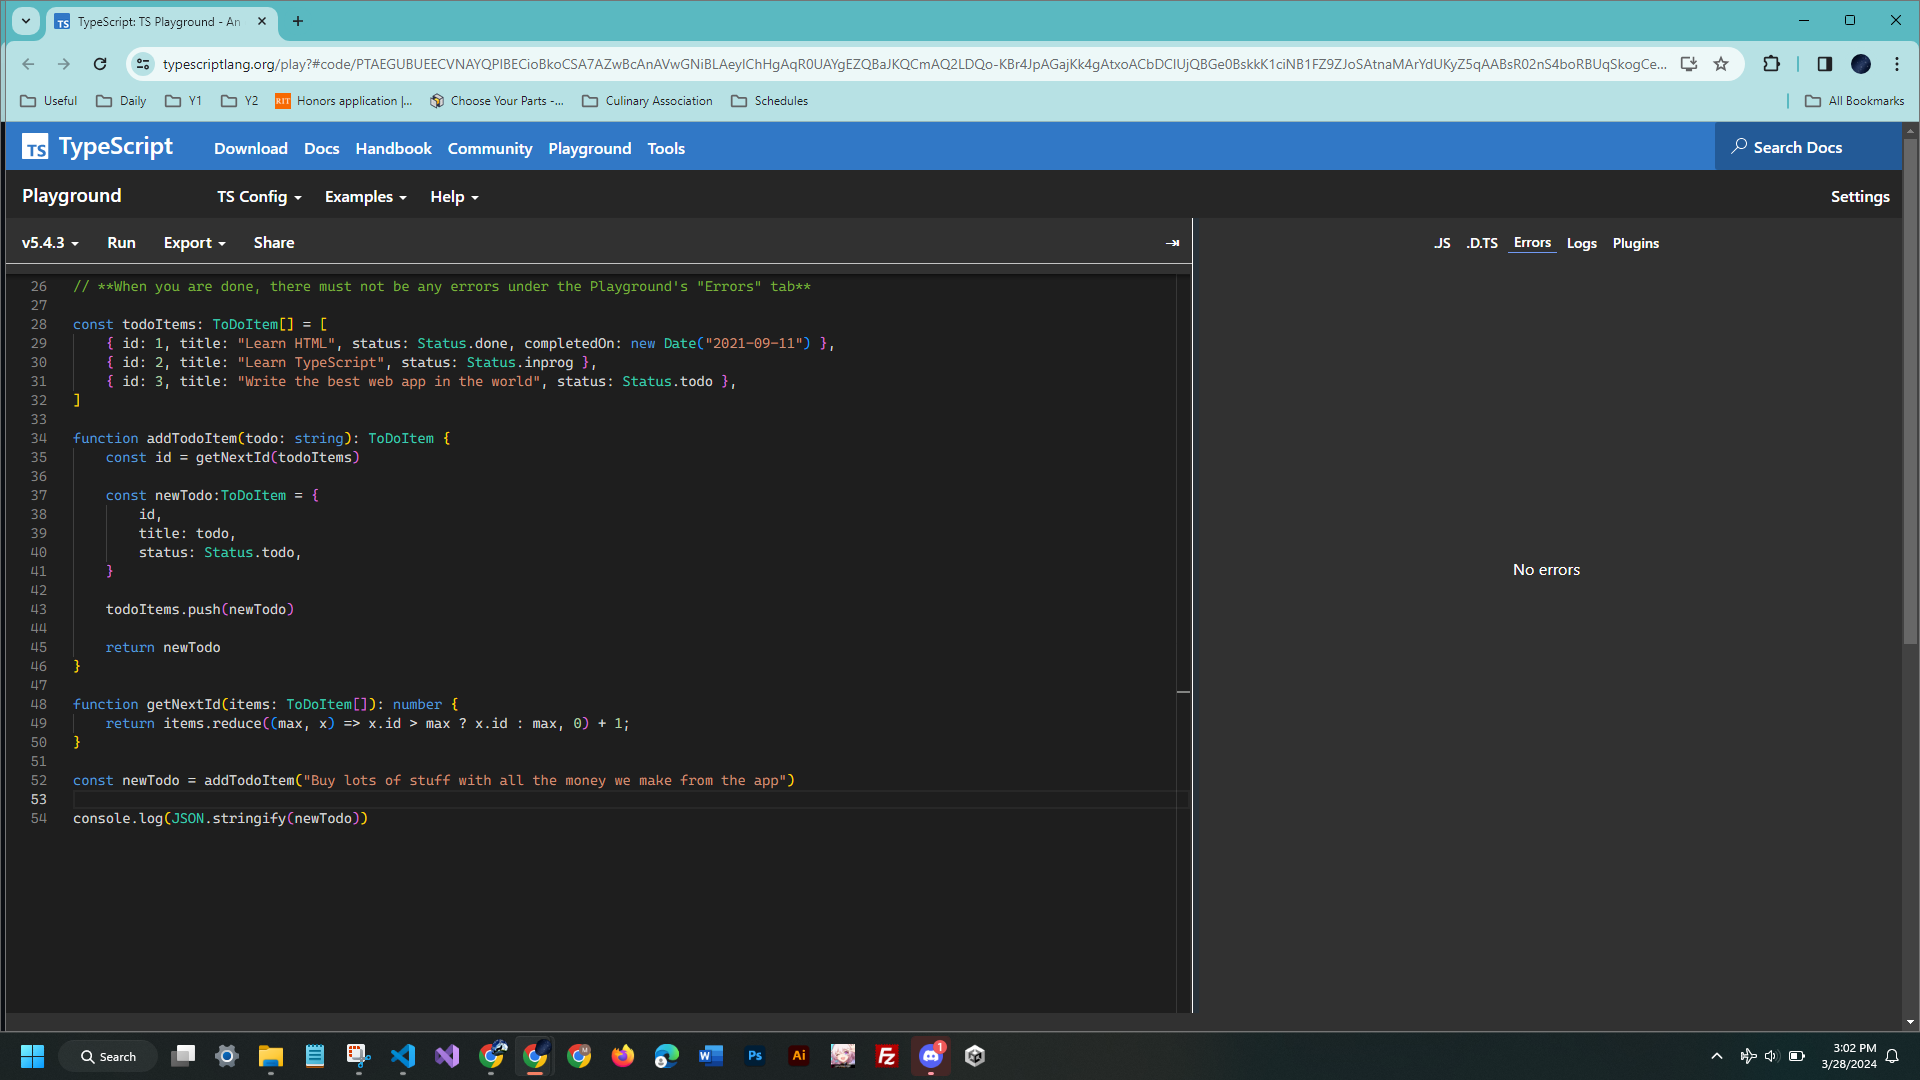 TypeScript: TS Playground - An
typescriptlang.org/play?#code/PTAEGUBUEECVNAYQPIBECioBkoCSA7AZwBcAnAVwGNiBLAeyIChHgAqR0UAYgEZQBaJKQCmAQ2LDQo-KBr4JpAGajKk4gAtxoACbDCIUjQBGe0BskkK1ciNB1FZ9ZJoSAtnaMArYdUKyZ5qAABsR02nS4boRBUqSkogCe...
Useful Daily Y1 Y2 RIT Honors application |... Choose Your Parts -... Culinary Association Schedules All Bookmarks
TS TypeScript Download Docs Handbook Community Playground Tools Search Docs
Playground TS Config Examples Help Settings
v5.4.3 Run Export Share .JS .D.TS Errors Logs Plugins
26 // **When you are done, there must not be any errors under the Playground's "Errors" tab**
27
28 const todoItems: ToDoItem[] = [
29 { id: 1, title: "Learn HTML", status: Status.done, completedOn: new Date("2021-09-11") },
30 { id: 2, title: "Learn TypeScript", status: Status.inprog },
31 { id: 3, title: "Write the best web app in the world", status: Status.todo },
32 ]
33
34 function addTodoItem(todo: string): ToDoItem {
35 const id = getNextId(todoItems)
36
37 const newTodo:ToDoItem = {
38 id,
39 title: todo,
40 status: Status.todo,
41 }
42
43 todoItems.push(newTodo)
44
45 return newTodo
46 }
47
48 function getNextId(items: ToDoItem[]): number {
49 return items.reduce((max, x) => x.id > max ? x.id : max, 0) + 1;
50 }
51
52 const newTodo = addTodoItem("Buy lots of stuff with all the money we make from the app")
53
54 console.log(JSON.stringify(newTodo))
No errors
Search
W Ps Ai Fz 1
3:02 PM
3/28/2024